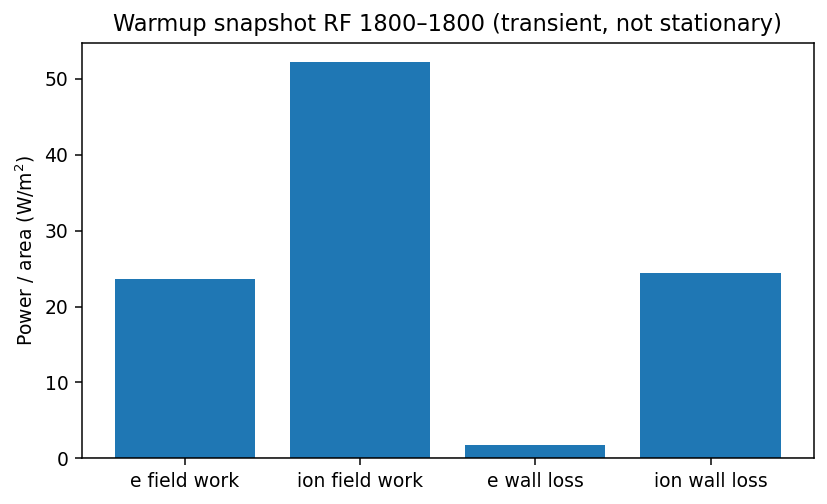 Warmup snapshot RF 1800–1800 (transient, not stationary)
Power / area (W/m²)
50
40
30
20
10
0
e field work
ion field work
e wall loss
ion wall loss